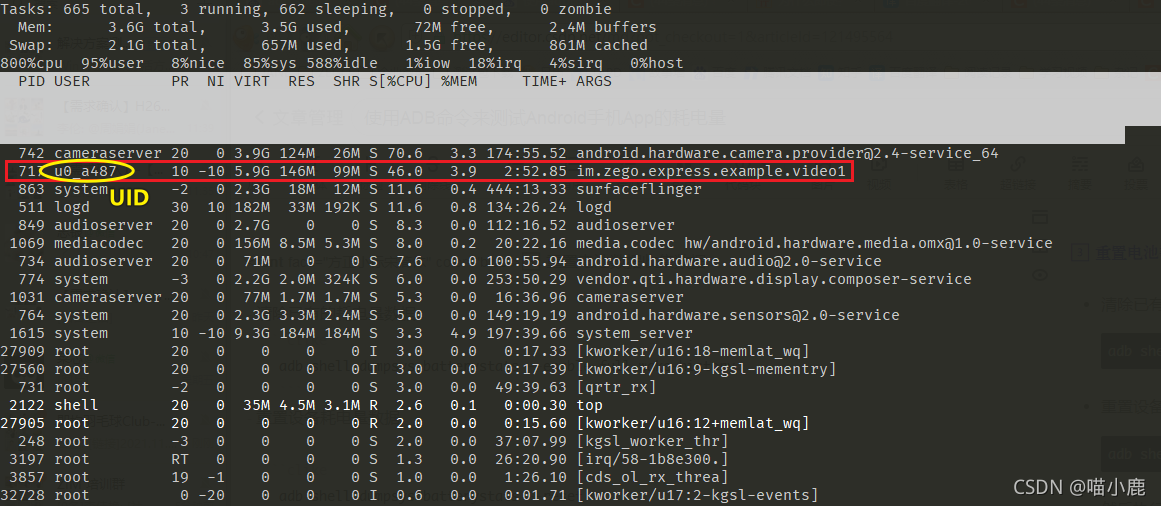 Tasks: 665 total,   3 running, 662 sleeping,   0 stopped,   0 zombie
Mem:     3.6G total,     3.5G used,      72M free,     2.4M buffers
Swap:     2.1G total,     657M used,     1.5G free,     861M cached
800%cpu  95%user   8%nice  85%sys 588%idle   1%iow  18%irq   4%sirq   0%host
PID USER         PR  NI VIRT  RES  SHR S[%CPU] %MEM     TIME+ ARGS
742 cameraserver 20   0 3.9G 124M  26M S 70.6   3.3 174:55.52 android.hardware.camera.provider@2.4-service_64
717 u0_a487      10 -10 5.9G 146M  99M S 46.0   3.9   2:52.85 im.zego.express.example.video1
863 system       -2   0 2.3G  18M  12M S 11.6   0.4 444:13.33 surfaceflinger
UID
511 logd         30  10 182M  33M 192K S 11.6   0.8 134:26.24 logd
849 audioserver  20   0 2.7G    0    0 S  8.3   0.0 112:16.52 audioserver
1069 mediacodec   20   0 156M 8.5M 5.3M S  8.0   0.2  20:22.16 media.codec hw/android.hardware.media.omx@1.0-service
734 audioserver  20   0  71M    0    0 S  7.6   0.0 100:55.94 android.hardware.audio@2.0-service
774 system       -3   0 2.2G 2.0M 324K S  6.0   0.0 253:50.29 vendor.qti.hardware.display.composer-service
1031 cameraserver 20   0  77M 1.7M 1.7M S  5.3   0.0  16:36.96 cameraserver
764 system       20   0 2.3G 3.3M 2.4M S  5.0   0.0 149:19.19 android.hardware.sensors@2.0-service
1615 system       10 -10 9.3G 184M 184M S  3.3   4.9 197:39.66 system_server
27909 root         20   0    0    0    0 I  3.0   0.0   0:17.33 [kworker/u16:18-memlat_wq]
27560 root         20   0    0    0    0 I  3.0   0.0   0:17.39 [kworker/u16:9-kgsl-mementry]
731 root         -2   0    0    0    0 S  3.0   0.0  49:39.63 [qrtr_rx]
2122 shell        20   0  35M 4.5M 3.1M R  2.6   0.1   0:00.30 top
27905 root         20   0    0    0    0 R  2.0   0.0   0:15.60 [kworker/u16:12+memlat_wq]
248 root         -3   0    0    0    0 S  2.0   0.0  37:07.99 [kgsl_worker_thr]
3197 root         RT   0    0    0    0 S  1.3   0.0  26:20.90 [irq/58-1b8e300.]
3857 root         19  -1    0    0    0 S  1.0   0.0   1:26.10 [cds_ol_rx_threa]
32728 root          0 -20    0    0    0 I  0.6   0.0   0:01.71 [kworker/u17:2-kgsl-events]
CSDN @喵小鹿